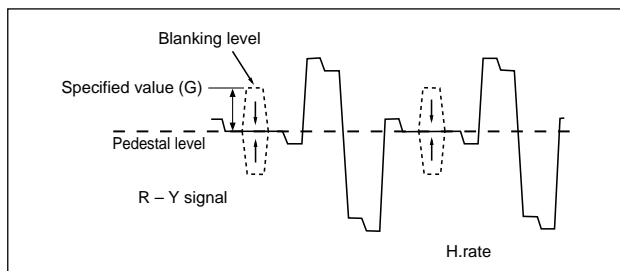 Blanking level
Specified value (G)
Pedestal level
R – Y signal
H.rate